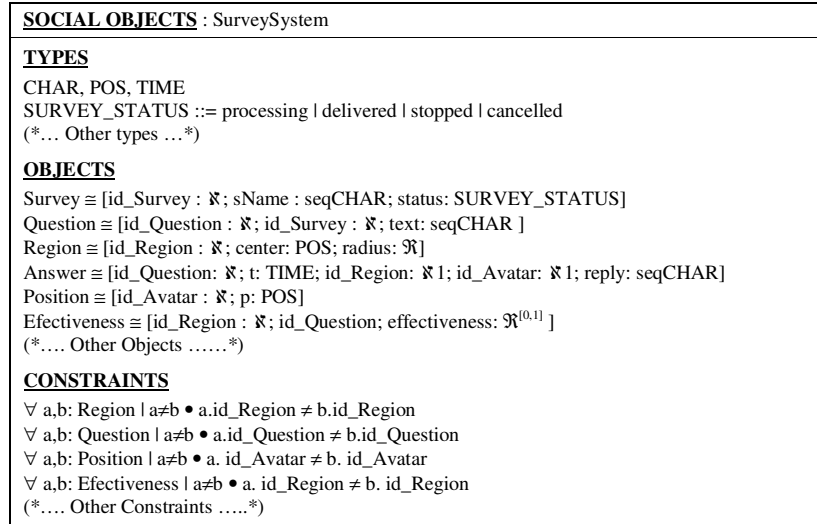 SOCIAL OBJECTS : SurveySystem
TYPES
CHAR, POS, TIME
SURVEY_STATUS ::= processing | delivered | stopped | cancelled
(*… Other types …*)
OBJECTS
Survey ≅ [id_Survey : ℵ; sName : seqCHAR; status: SURVEY_STATUS]
Question ≅ [id_Question : ℵ; id_Survey : ℵ; text: seqCHAR ]
Region ≅ [id_Region : ℵ; center: POS; radius: ℜ]
Answer ≅ [id_Question: ℵ; t: TIME; id_Region: ℵ1; id_Avatar: ℵ1; reply: seqCHAR]
Position ≅ [id_Avatar : ℵ; p: POS]
Efectiveness ≅ [id_Region : ℵ; id_Question; effectiveness: ℜ[0,1] ]
(*…. Other Objects ……*)
CONSTRAINTS
∀ a,b: Region | a≠b • a.id_Region ≠ b.id_Region
∀ a,b: Question | a≠b • a.id_Question ≠ b.id_Question
∀ a,b: Position | a≠b • a. id_Avatar ≠ b. id_Avatar
∀ a,b: Effectiveness | a≠b • a. id_Region ≠ b. id_Region
(*…. Other Constraints …..*)